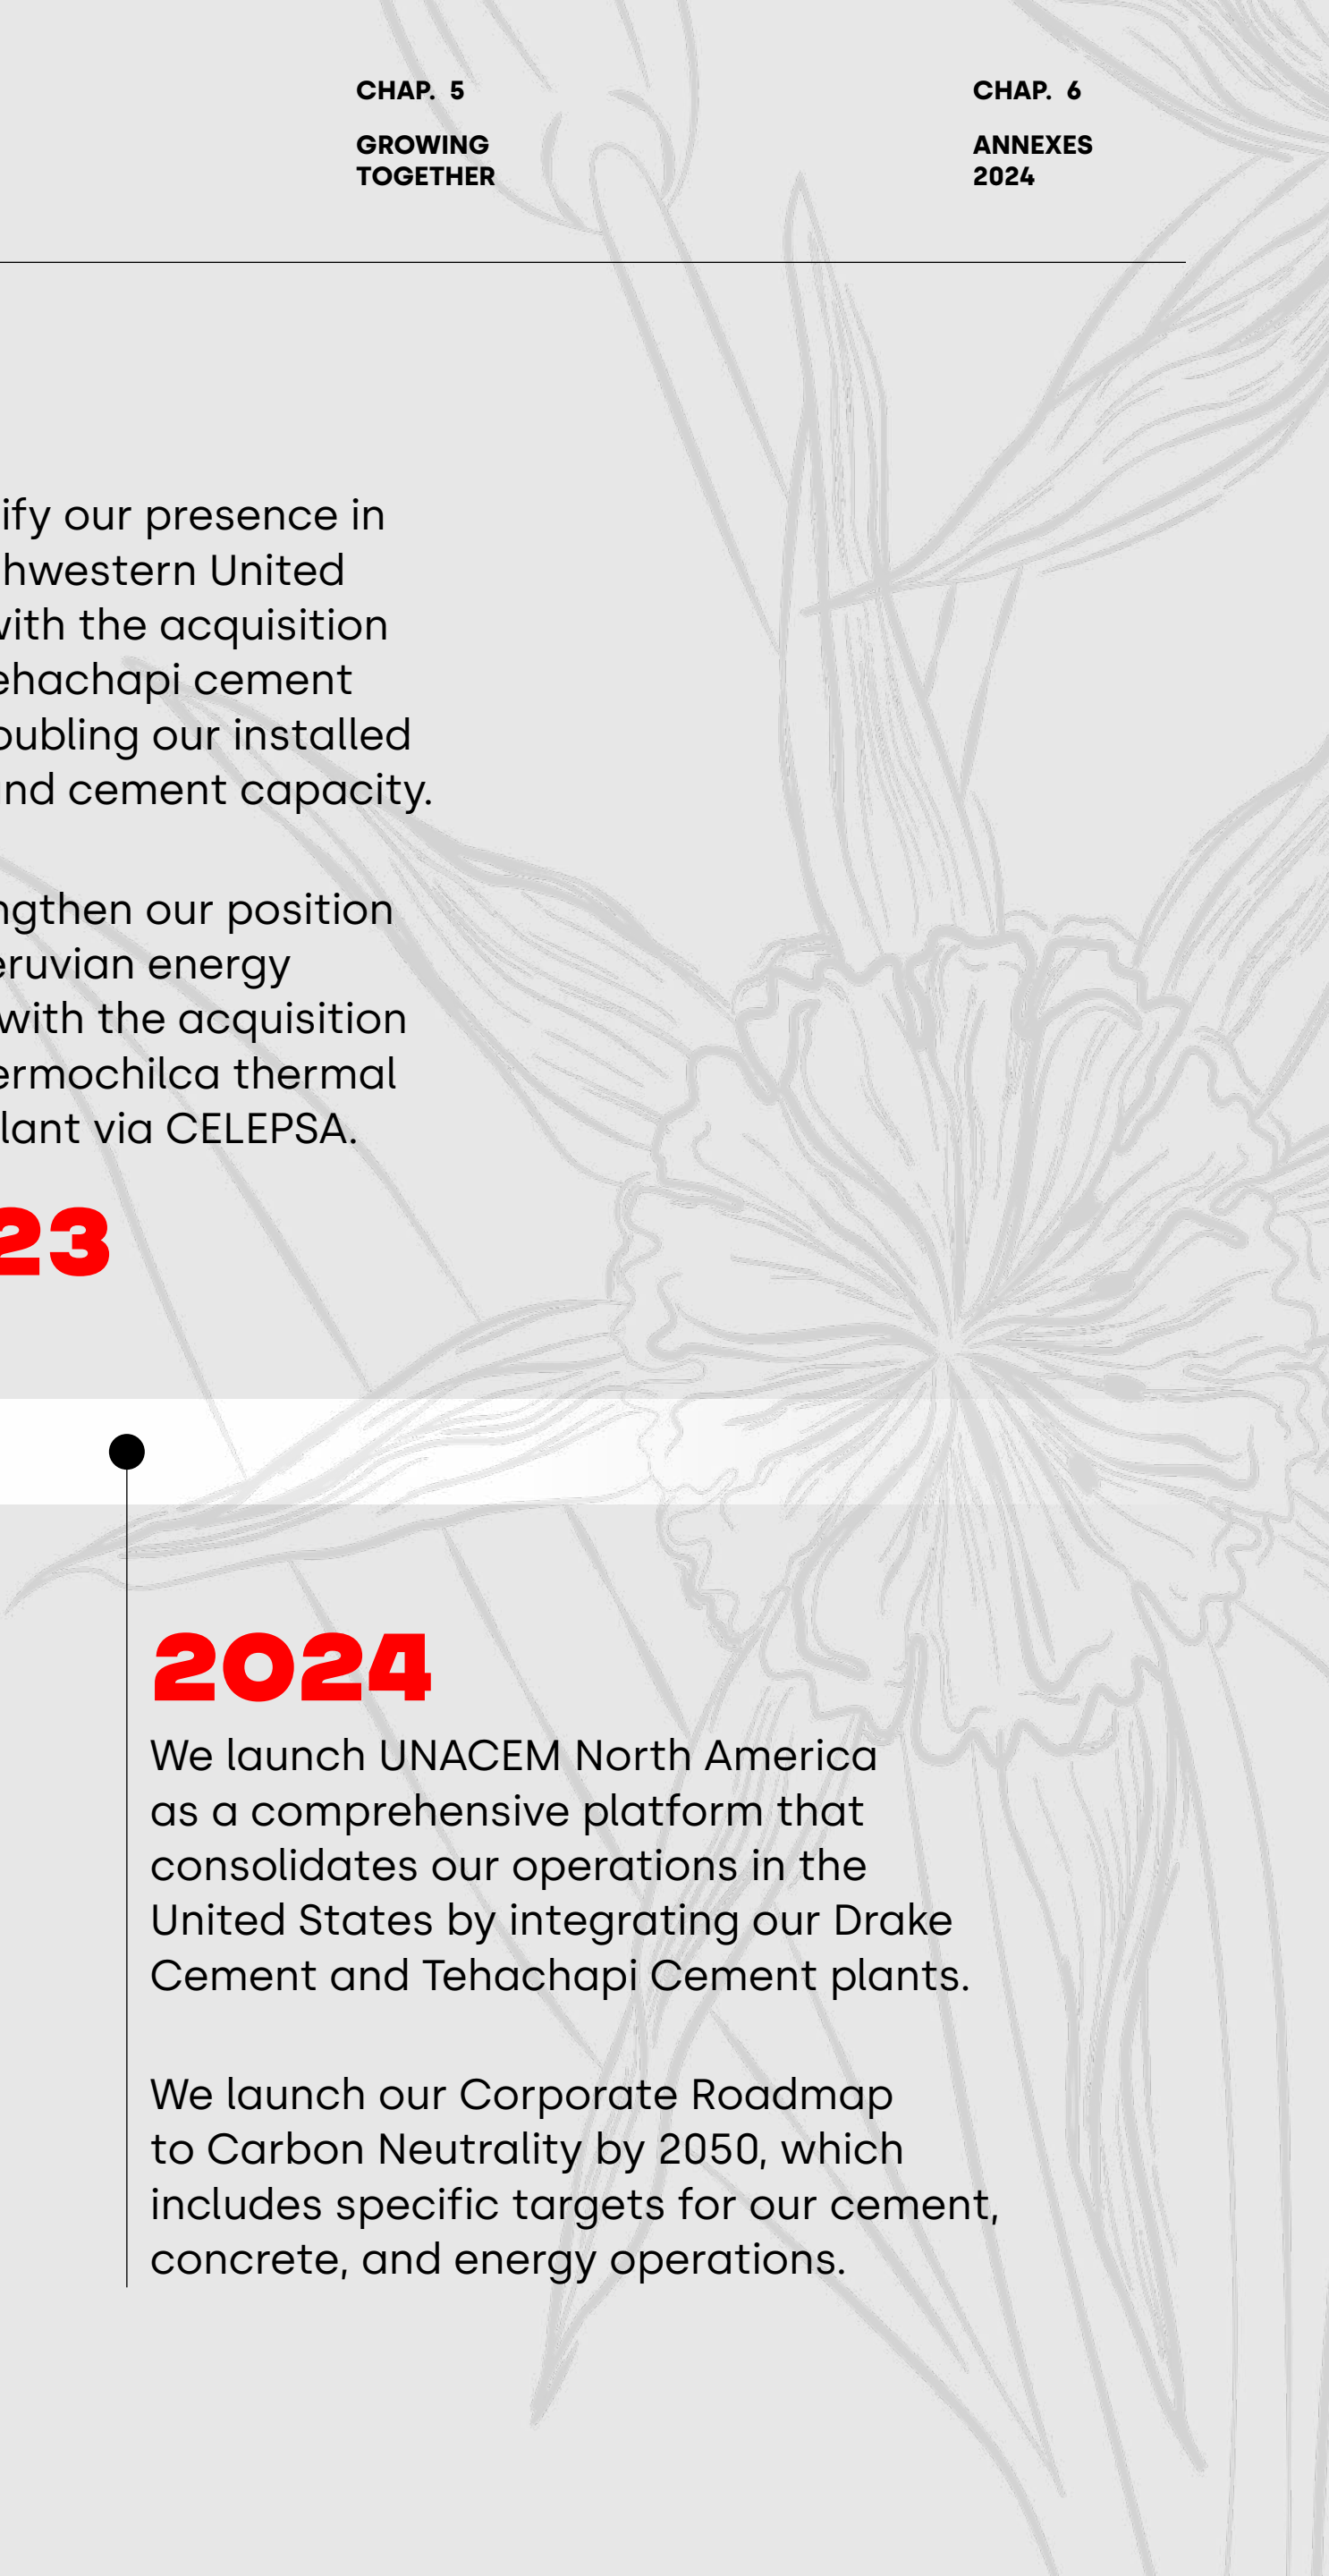 CHAP. 5
GROWING
TOGETHER
CHAP. 6
ANNEXES
2024
ify our presence in
hwestern United
with the acquisition
ehachapi cement
oubling our installed
and cement capacity.
ngthen our position
eruvian energy
with the acquisition
ermochilca thermal
lant via CELEPSA.
23
2024
We launch UNACEM North America
as a comprehensive platform that
consolidates our operations in the
United States by integrating our Drake
Cement and Tehachapi Cement plants.
We launch our Corporate Roadmap
to Carbon Neutrality by 2050, which
includes specific targets for our cement,
concrete, and energy operations.